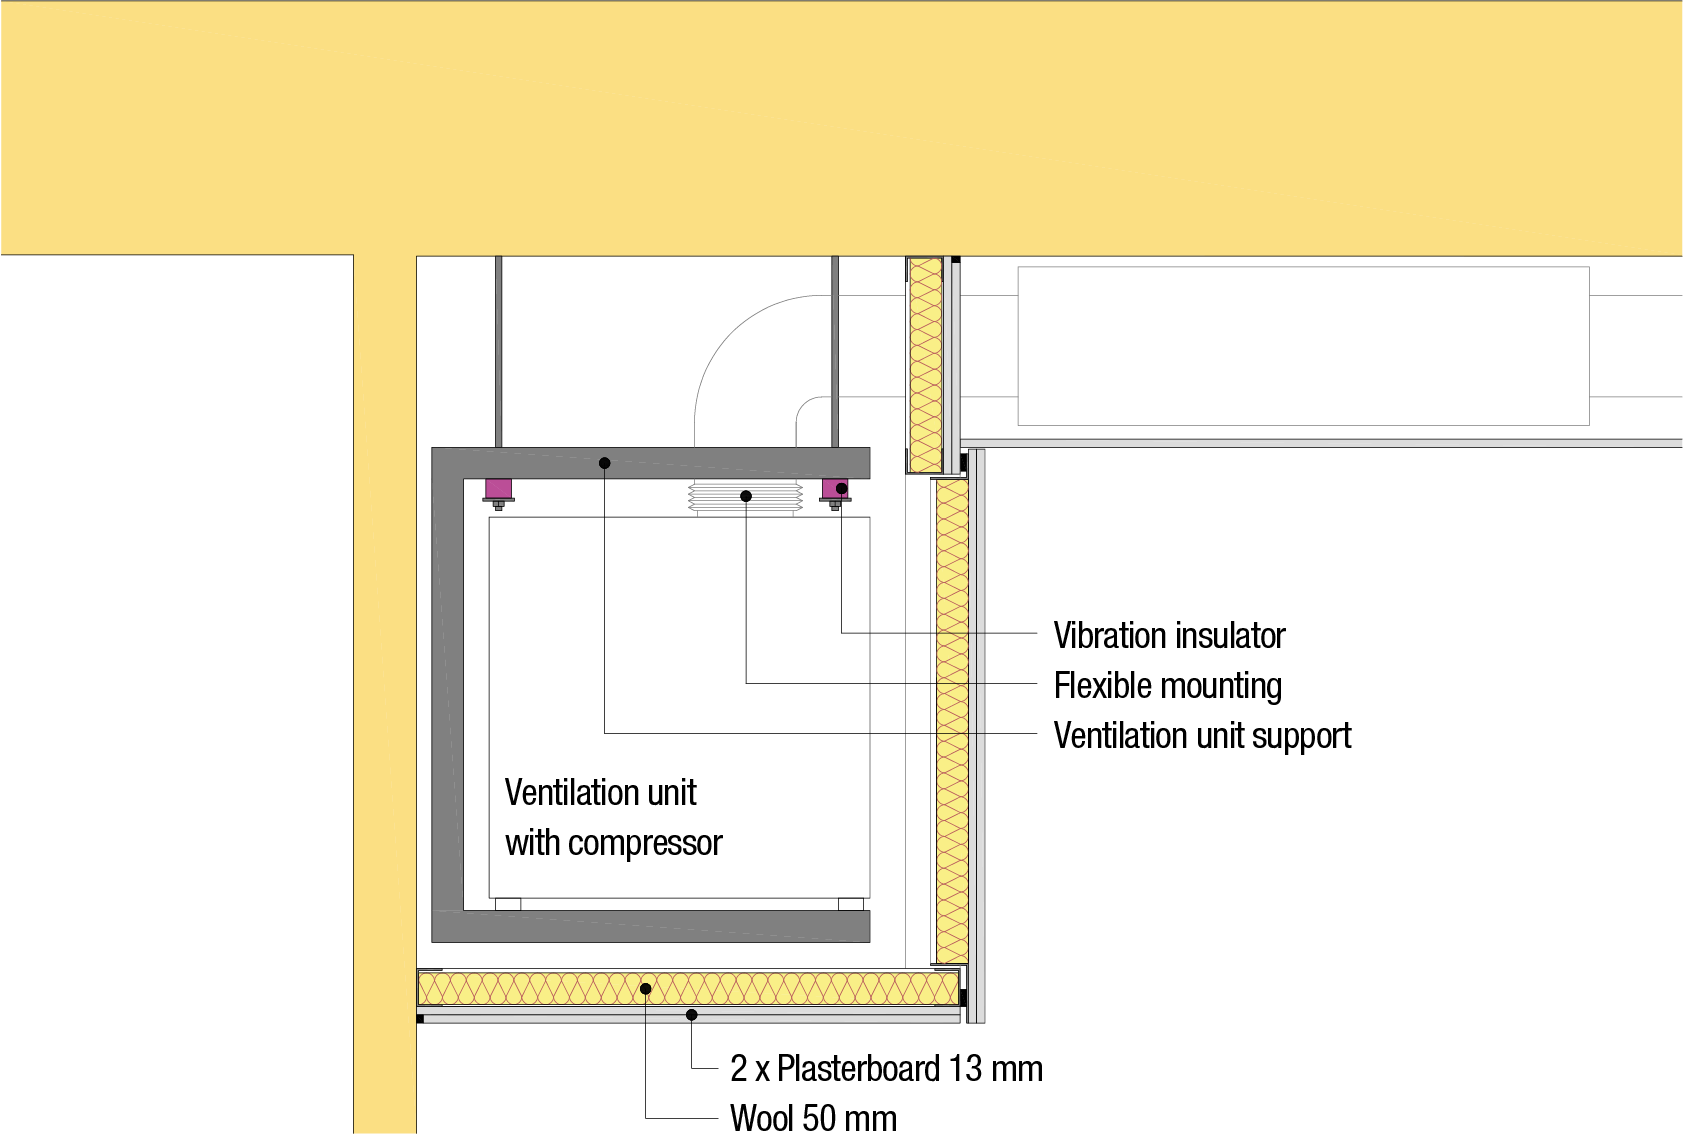 Vibration insulator
Flexible mounting
Ventilation unit support
Ventilation unit
with compressor
2 x Plasterboard 13 mm
Wool 50 mm